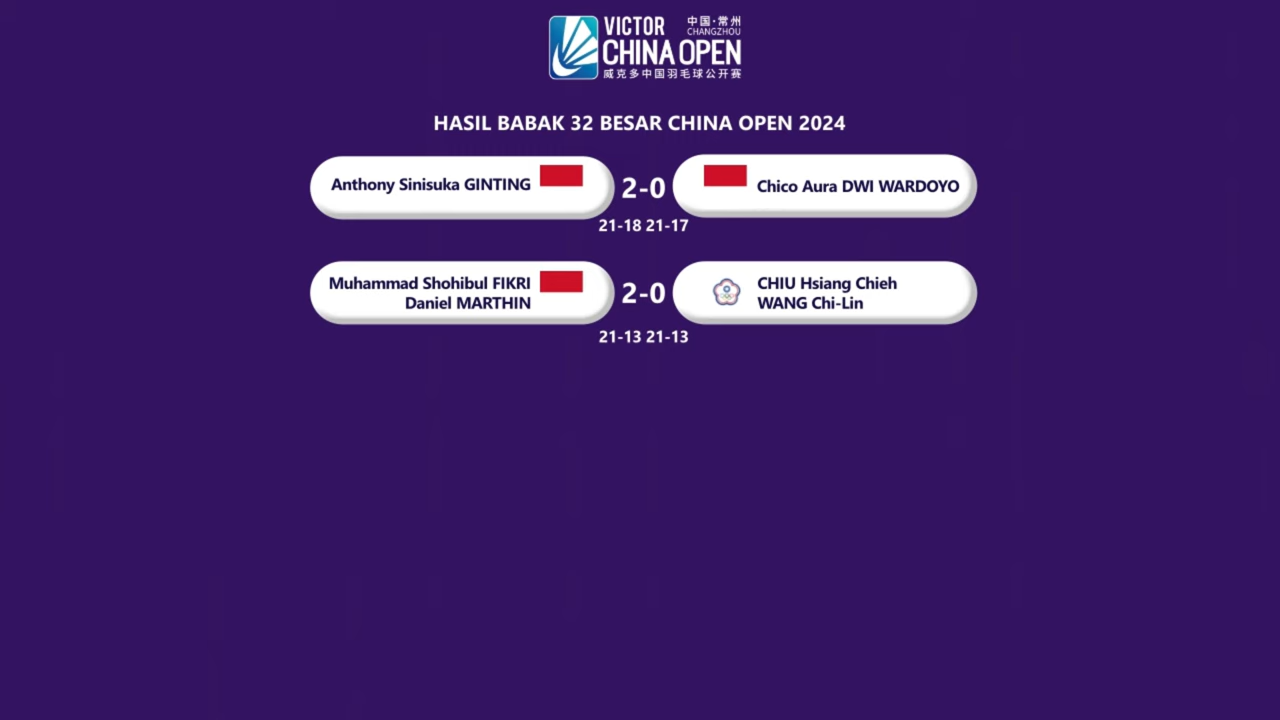 VICTOR 中国·常州
CHANGZHOU
CHINA OPEN
威克多中国羽毛球公开赛
HASIL BABAK 32 BESAR CHINA OPEN 2024
Anthony Sinisuka GINTING 2-0 Chico Aura DWI WARDOYO
21-18 21-17
Muhammad Shohibul FIKRI
Daniel MARTHIN
2-0
CHIU Hsiang Chieh
WANG Chi-Lin
21-13 21-13